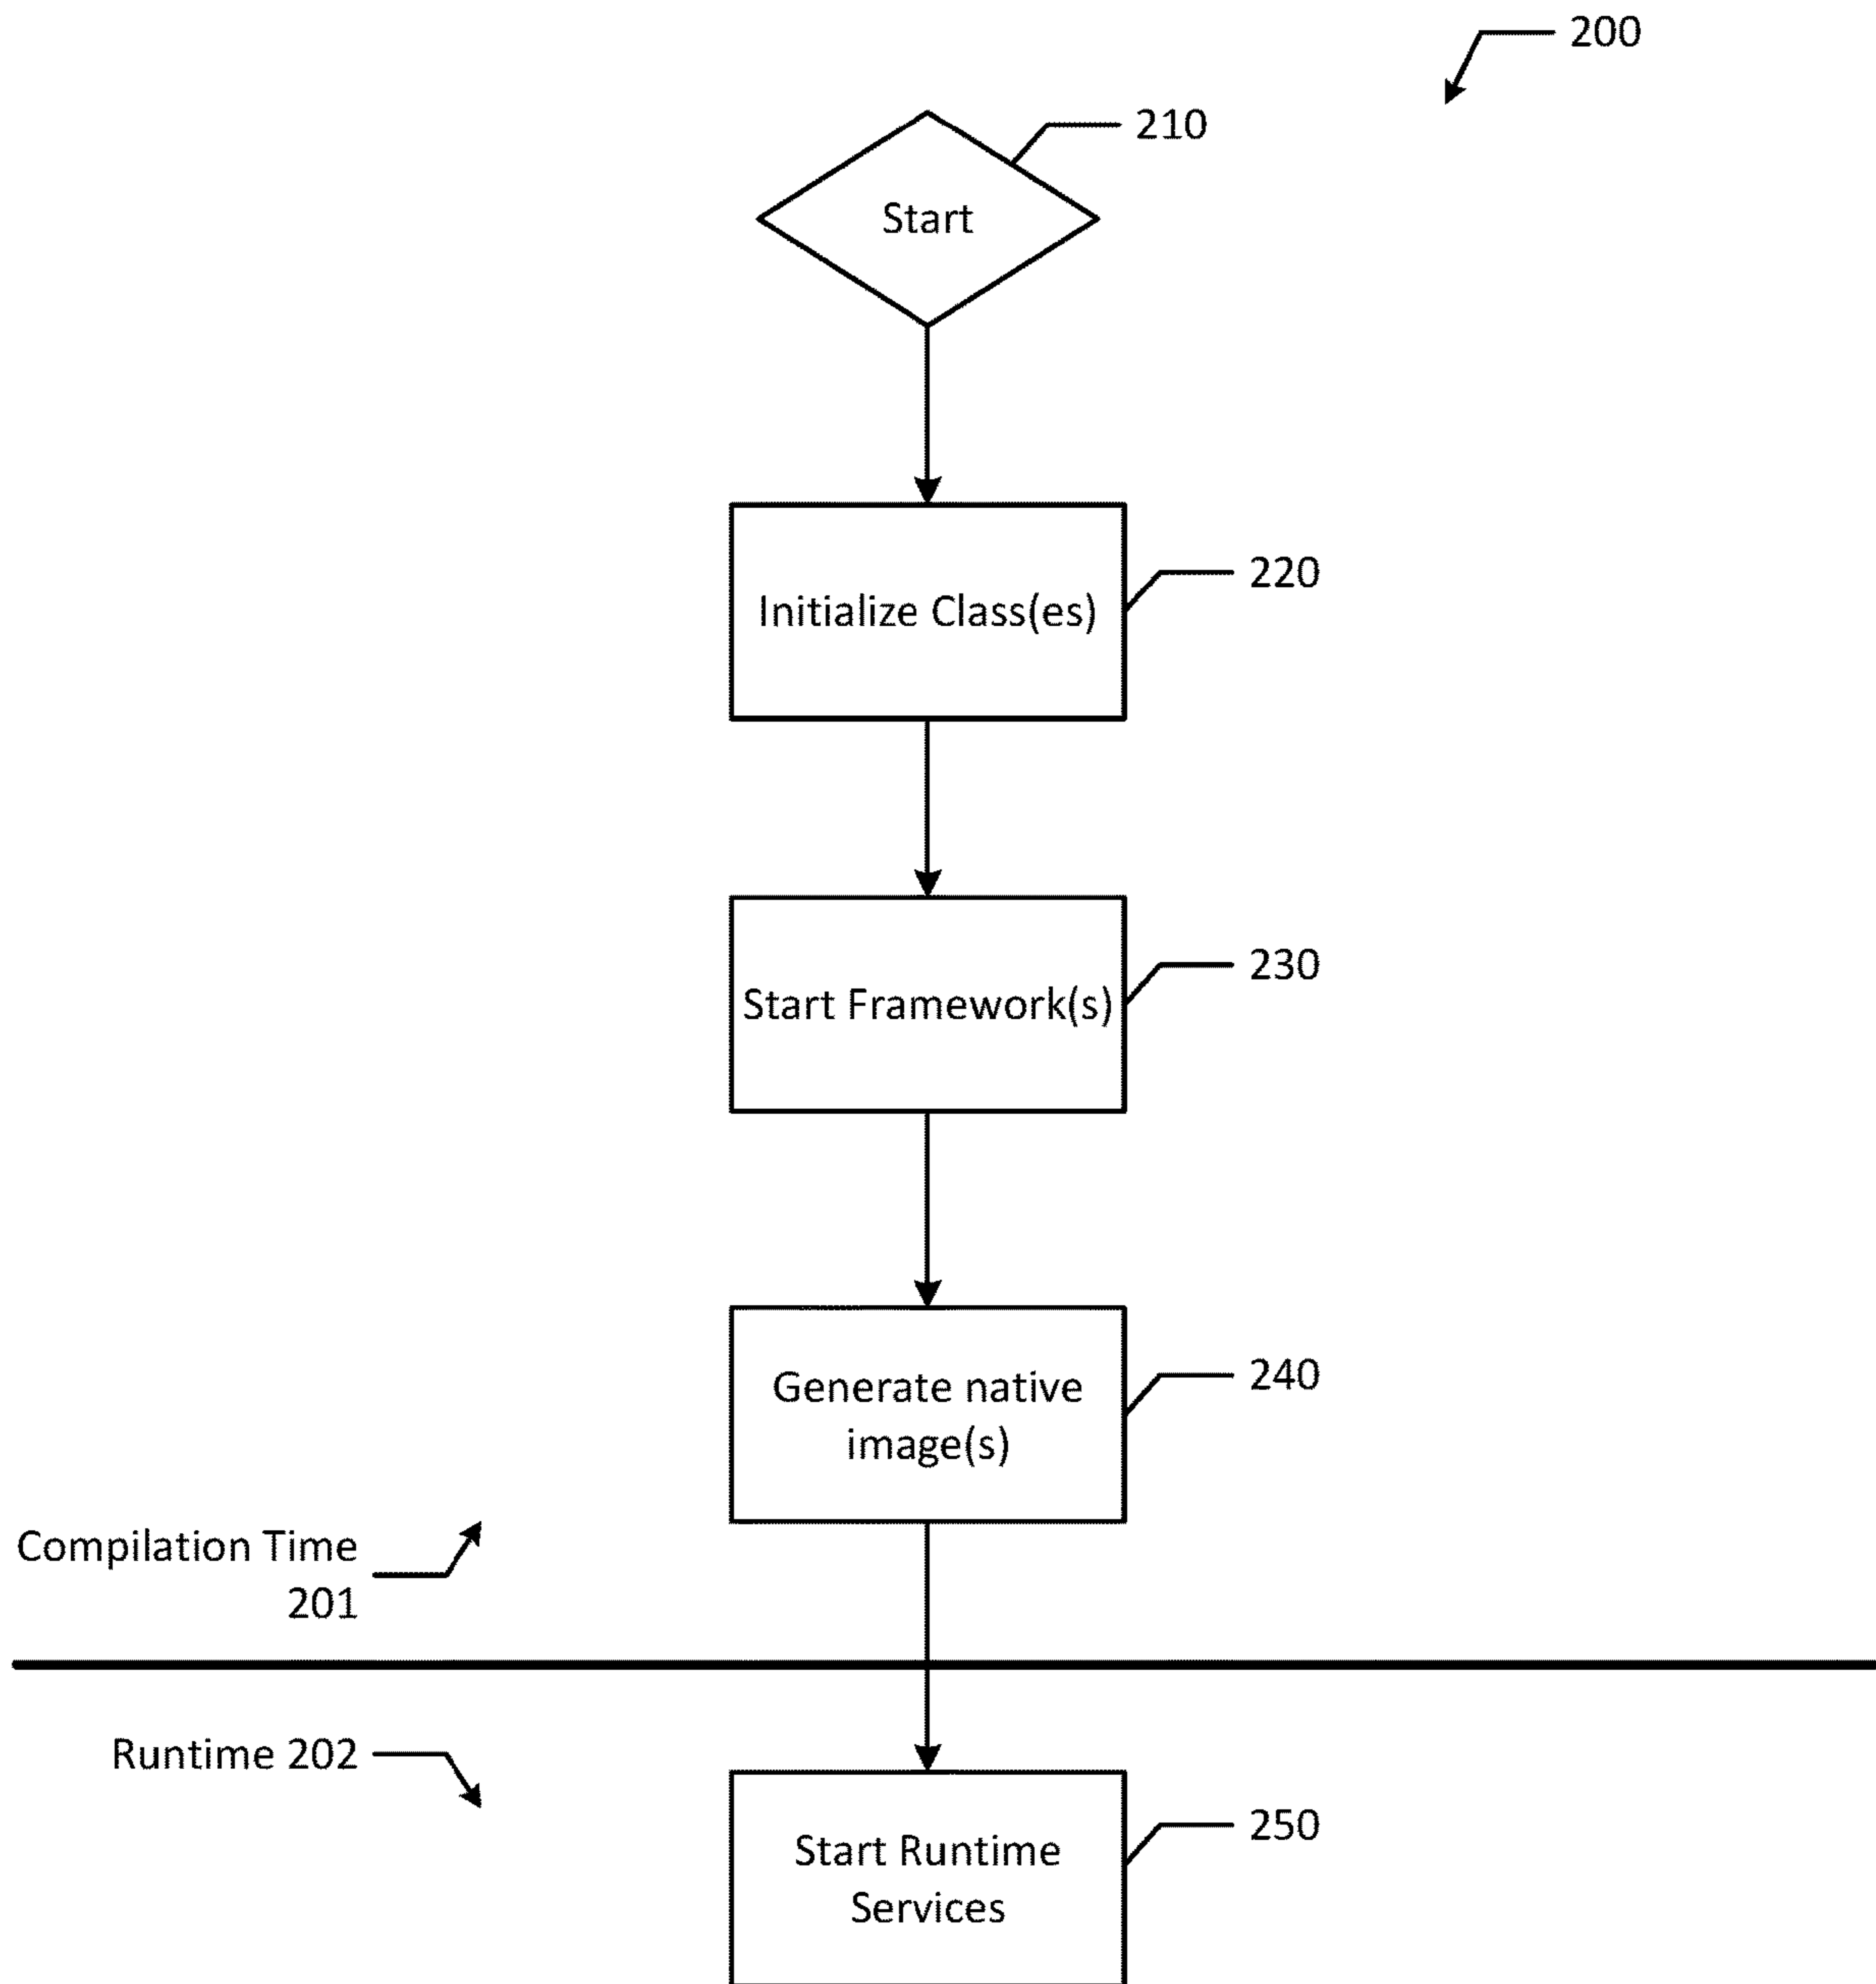 200
210
Start
220
Initialize Class(es)
230
Start Framework(s)
240
Generate native
image(s)
Compilation Time
201
Runtime 202
250
Start Runtime
Services